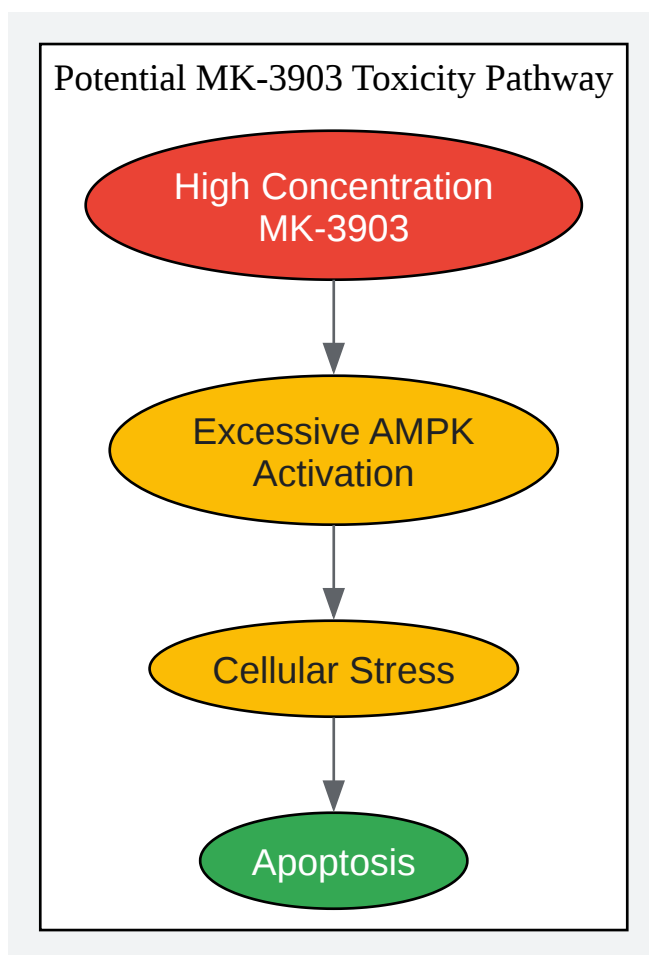 Potential MK-3903 Toxicity Pathway
High Concentration
MK-3903
Excessive AMPK
Activation
Cellular Stress
Apoptosis